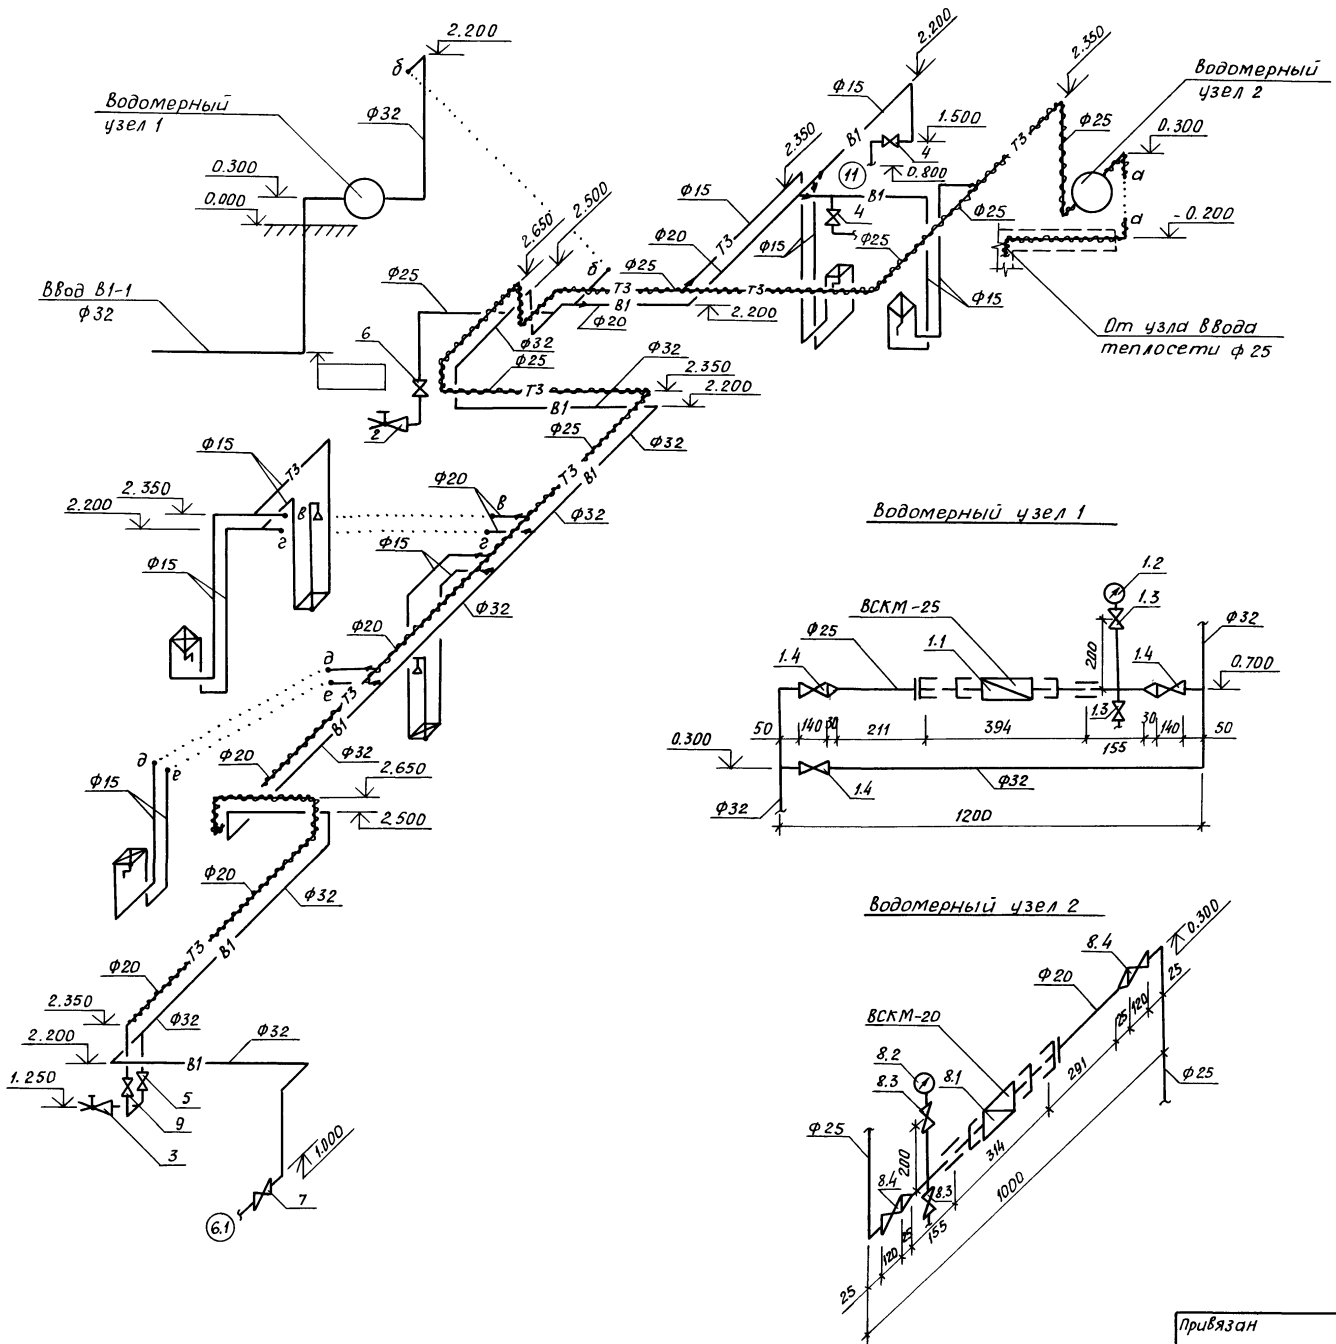 2.200
б
Водомерный
узел 1
Ф32
0.300
0.000
Ввод В1-1
Ф32
2.650
2.500
б
Ф25
6
2
Ф32
Ф25
Т3
В1
Ф20
Ф25
Т3
В1
Ф32
2.350
2.200
2.200
Ф15
В1
2.200
2.350
1.500
4
11
0.800
В1
4
Ф15
Т3
Ф20
Ф15
Т3
Ф25
Ф15
2.350
Ф25
Т3
Ф25
Водомерный
узел 2
0.300
а
а
-0.200
От узла ввода
теплосети ф 25
Ф25
Т3
В1
Ф32
Ф32
Ф15
Т3
2.350
2.200
в
г
Ф15
Ф20
в
г
Ф15
Ф32
Ф20
д
е
Т3
В1
Ф32
Ф20
д
е
Ф15
2.650
2.500
Ф20
Ф32
Т3
В1
Ф20
2.350
Ф32
2.200
В1
Ф32
1.250
5
9
3
1.000
7
6.1
Водомерный узел 1
ВСКМ-25
Ф25
1.4
1.1
1.2
1.3
200
1.4
Ф32
0.700
1.3
50
140
30
211
394
155
30
140
50
0.300
1.4
Ф32
Ф32
1200
Водомерный узел 2
0.300
8.4
Ф20
25
120
25
ВСКМ-20
8.2
8.3
8.1
291
Ф25
Ф25
200
314
8.4
8.3
1000
155
25
120
25
Привязан